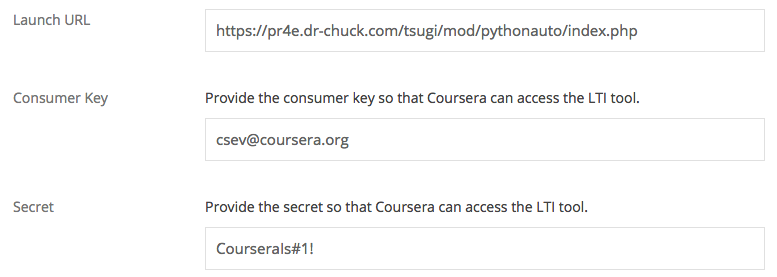 Launch URL
https://pr4e.dr-chuck.com/tsugi/mod/pythonauto/index.php
Consumer Key
Provide the consumer key so that Coursera can access the LTI tool.
csev@coursera.org
Secret
Provide the secret so that Coursera can access the LTI tool.
CourseraIs#1!